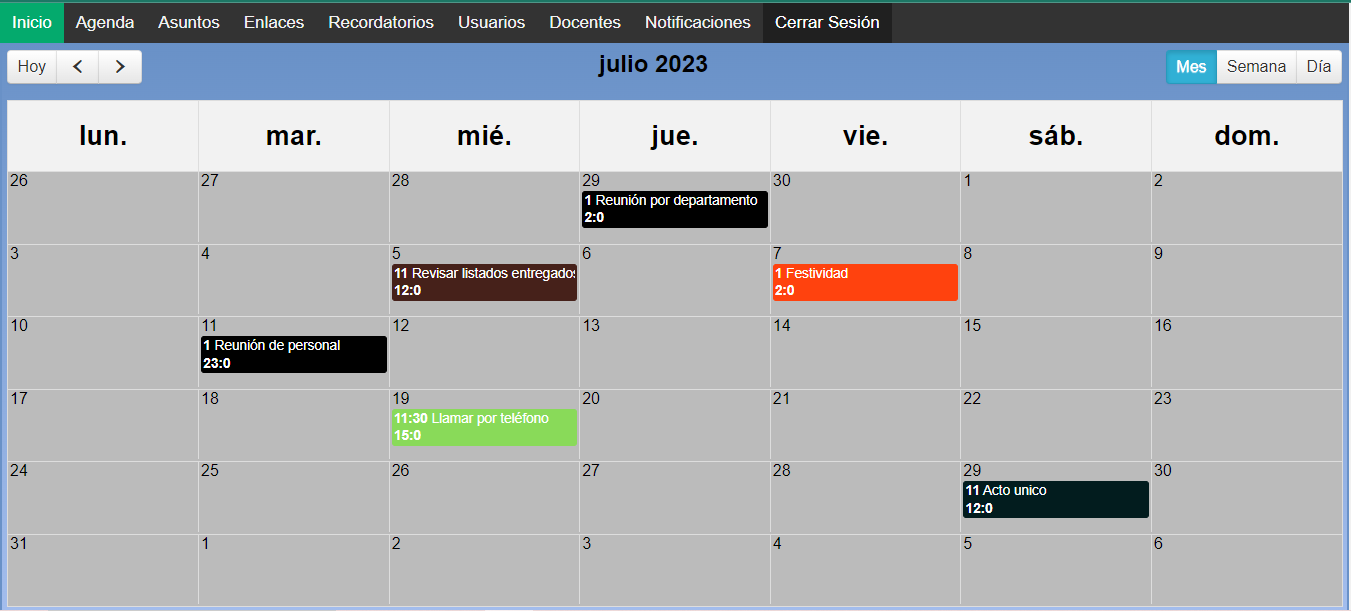 Inicio Agenda Asuntos Enlaces Recordatorios Usuarios Docentes Notificaciones Cerrar Sesión
Hoy < > julio 2023 Mes Semana Día
lun. mar. mié. jue. vie. sáb. dom.
26 27 28 29 30 1 2
1 Reunión por departamento
2:0
3 4 5 6 7 8 9
11 Revisar listados entregados 1 Festividad
12:0 2:0
10 11 12 13 14 15 16
1 Reunión de personal
23:0
17 18 19 20 21 22 23
11:30 Llamar por teléfono
15:0
24 25 26 27 28 29 30
11 Acto unico
12:0
31 1 2 3 4 5 6